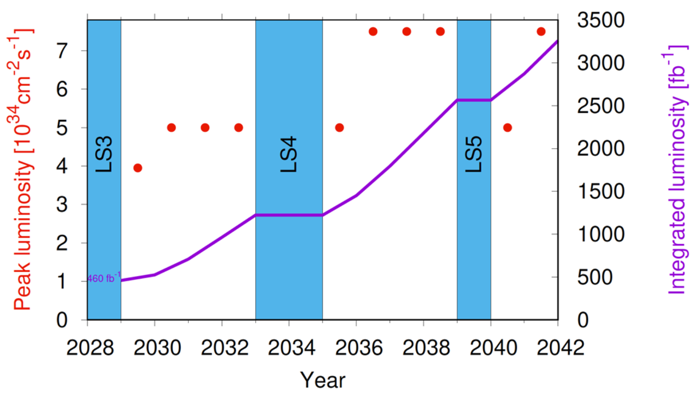 Peak luminosity [10³⁴cm⁻²s⁻¹]
7
6
5
4
3
2
1
0
LS3
LS4
LS5
460 fb⁻¹
3500
3000
2500
2000
1500
1000
500
0
Integrated luminosity [fb⁻¹]
2028 2030 2032 2034 2036 2038 2040 2042
Year